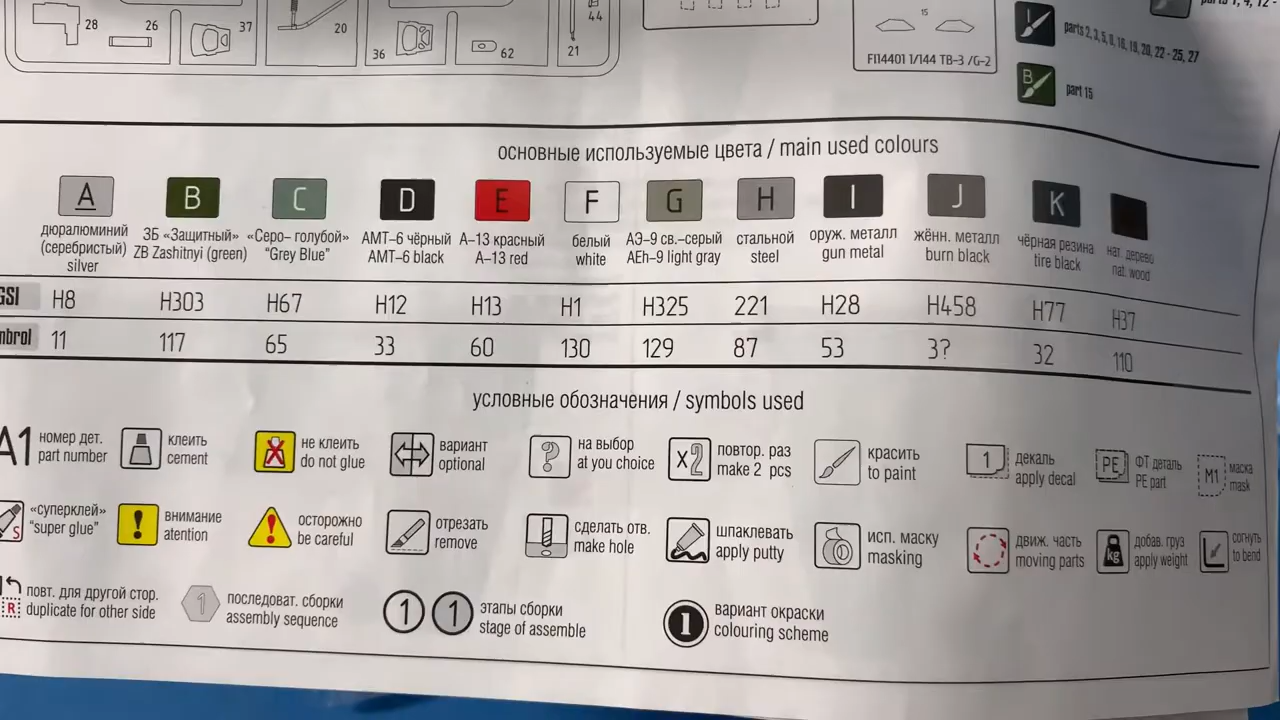 28
26
37
20
36
62
44
21
15
FП4401 1/144 TB-3 /G-2
parts 1, 4, 12 -
parts 2, 3, 5, 8, 16, 19, 20, 22 - 25, 27
B
part 15
основные используемые цвета / main used colours
A B C D E F G H I J K
дюралюминий (серебристый) silver
ЗБ «Защитный» ZB Zashitnyi (green)
«Серо– голубой» "Grey Blue"
АМТ–6 чёрный AMT–6 black
А–13 красный A–13 red
белый white
АЭ–9 св.–серый AEh–9 light gray
стальной steel
оруж. металл gun metal
жённ. металл burn black
чёрная резина tire black
нат. дерево nat. wood
GSI H8 H303 H67 H12 H13 H1 H325 221 H28 H458 H77 H37
mbrol 11 117 65 33 60 130 129 87 53 3? 32 110
условные обозначения / symbols used
A1 номер дет. part number
клеить cement
не клеить do not glue
вариант optional
? на выбор at you choice
X2 повтор. раз make 2 pcs
красить to paint
1 декаль apply decal
PE ФТ деталь PE part
M1 маска mask
S «суперклей» "super glue"
! внимание atention
! осторожно be careful
отрезать remove
сделать отв. make hole
шпаклевать apply putty
исп. маску masking
движ. часть moving parts
kg добав. груз apply weight
согнуть to bend
R повт. для другой стор. duplicate for other side
1 последоват. сборки assembly sequence
1 1 этапы сборки stage of assemble
1 вариант окраски colouring scheme